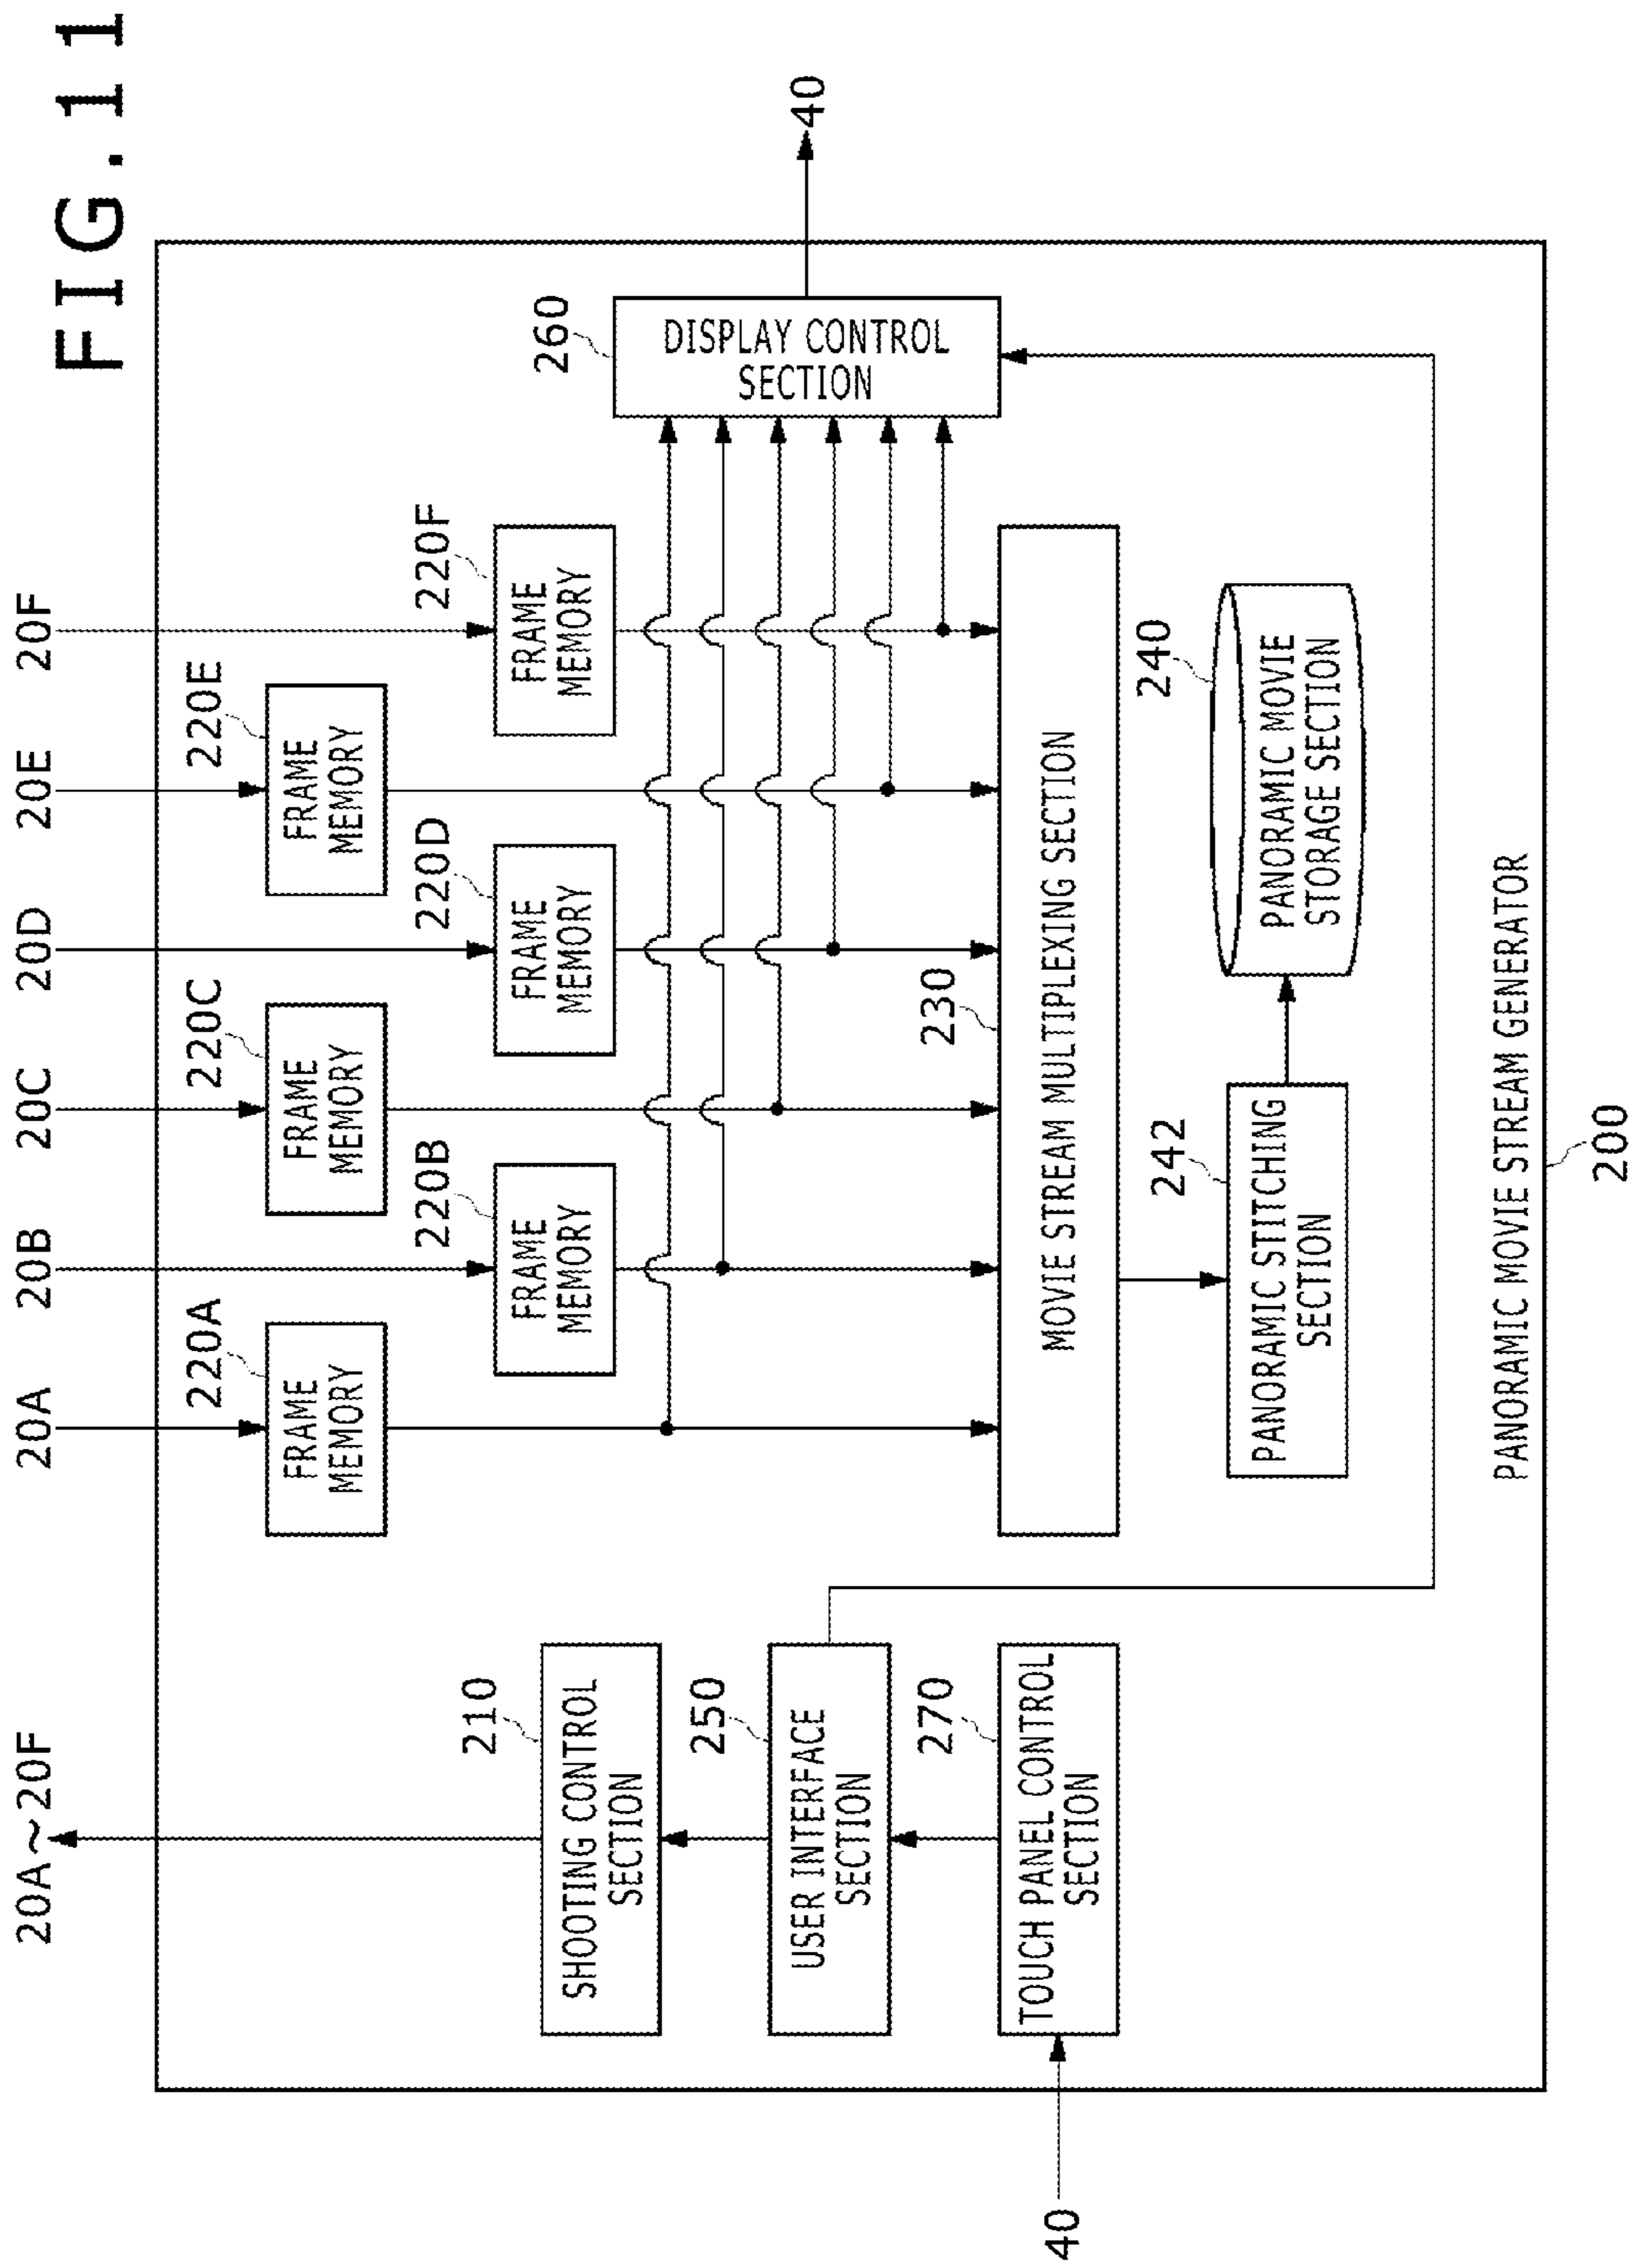 FIG.11
20A~20F
20A
20B
20C
20D
20E
20F
220A
FRAME
MEMORY
220C
FRAME
MEMORY
220E
FRAME
MEMORY
220B
FRAME
MEMORY
220D
FRAME
MEMORY
220F
FRAME
MEMORY
210
SHOOTING CONTROL
SECTION
260
DISPLAY CONTROL
SECTION
40
250
USER INTERFACE
SECTION
230
MOVIE STREAM MULTIPLEXING SECTION
270
TOUCH PANEL CONTROL
SECTION
40
242
PANORAMIC STITCHING
SECTION
240
PANORAMIC MOVIE
STORAGE SECTION
PANORAMIC MOVIE STREAM GENERATOR
200